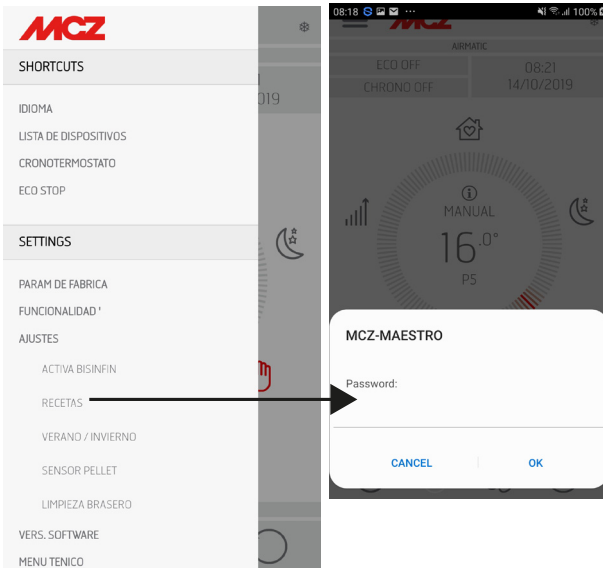 MCZ
SHORTCUTS
IDIOMA
LISTA DE DISPOSITIVOS
CRONOTERMOSTATO
ECO STOP
SETTINGS
PARAM DE FABRICA
FUNCIONALIDAD '
AJUSTES
ACTIVA BISINFIN
RECETAS
VERANO / INVIERNO
SENSOR PELLET
LIMPIEZA BRASERO
VERS. SOFTWARE
MENU TENICO
019
08:18
100%
MCZ
AIRMATIC
ECO OFF
08:21
CHRONO OFF
14/10/2019
MANUAL
16.0°
P5
MCZ-MAESTRO
Password:
CANCEL
OK